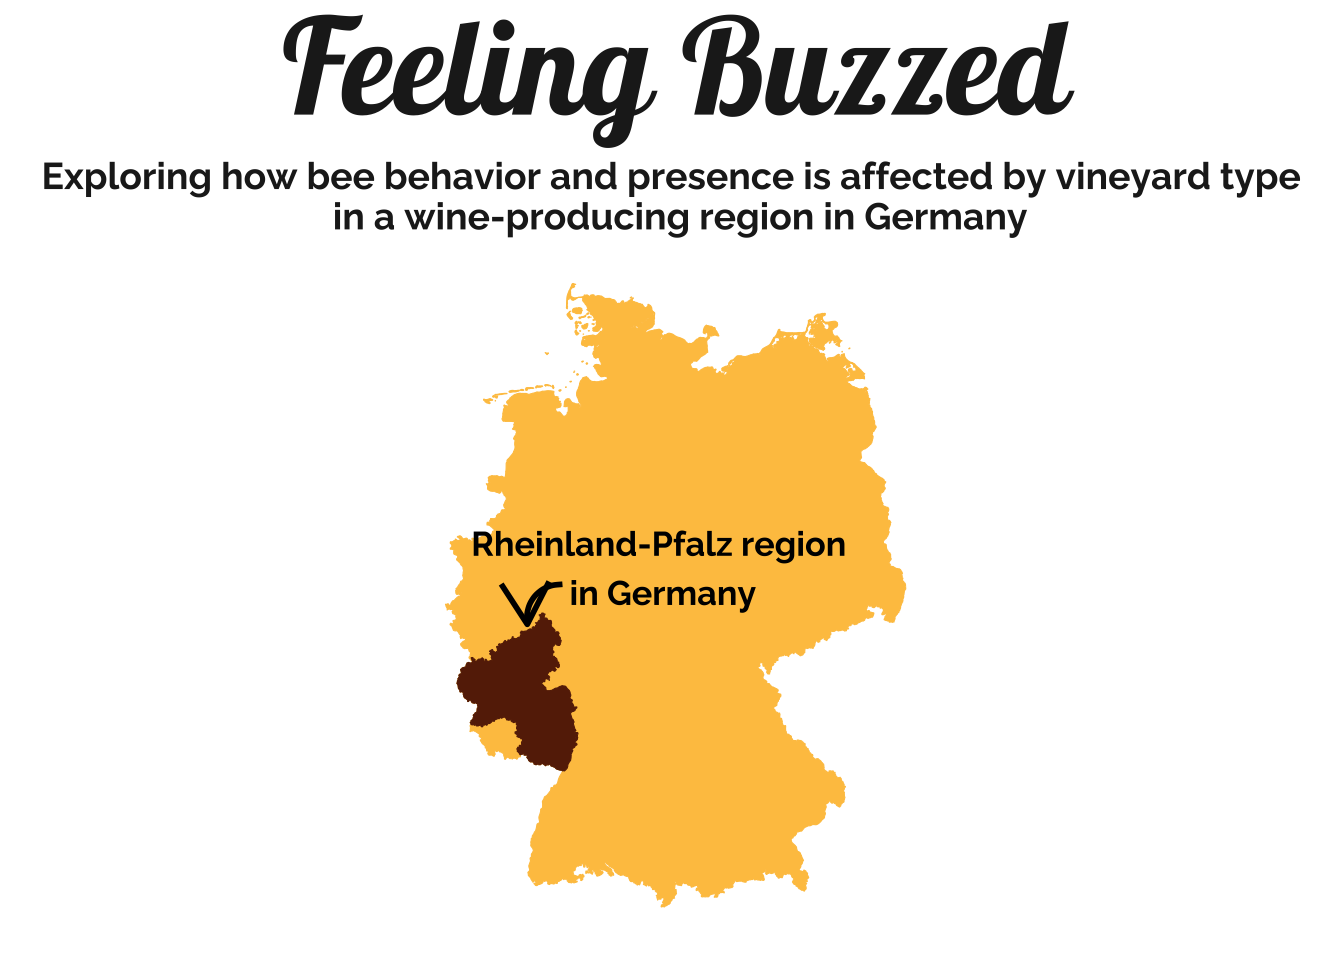 Feeling Buzzed
Exploring how bee behavior and presence is affected by vineyard type
in a wine-producing region in Germany
Rheinland-Pfalz region
in Germany